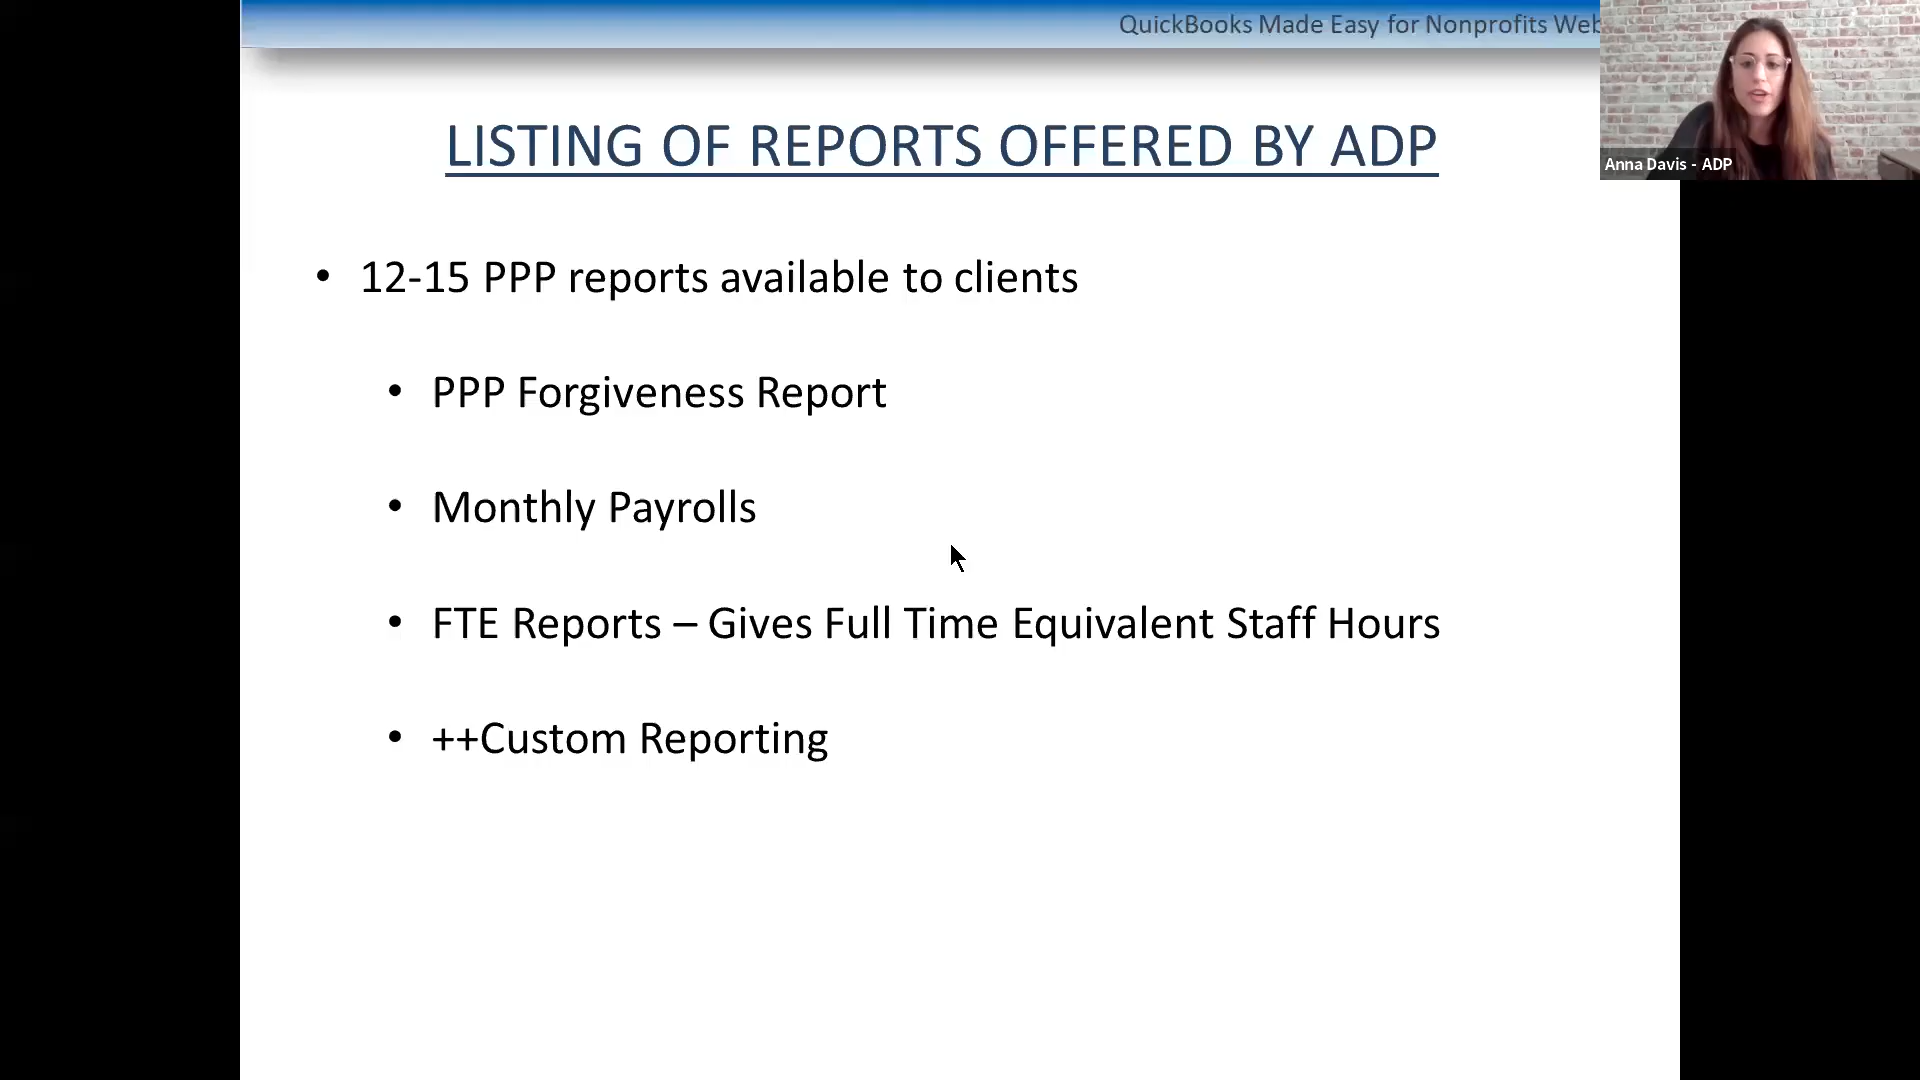 QuickBooks Made Easy for Nonprofits Web
Anna Davis - ADP
LISTING OF REPORTS OFFERED BY ADP
• 12-15 PPP reports available to clients
• PPP Forgiveness Report
• Monthly Payrolls
• FTE Reports – Gives Full Time Equivalent Staff Hours
• ++Custom Reporting